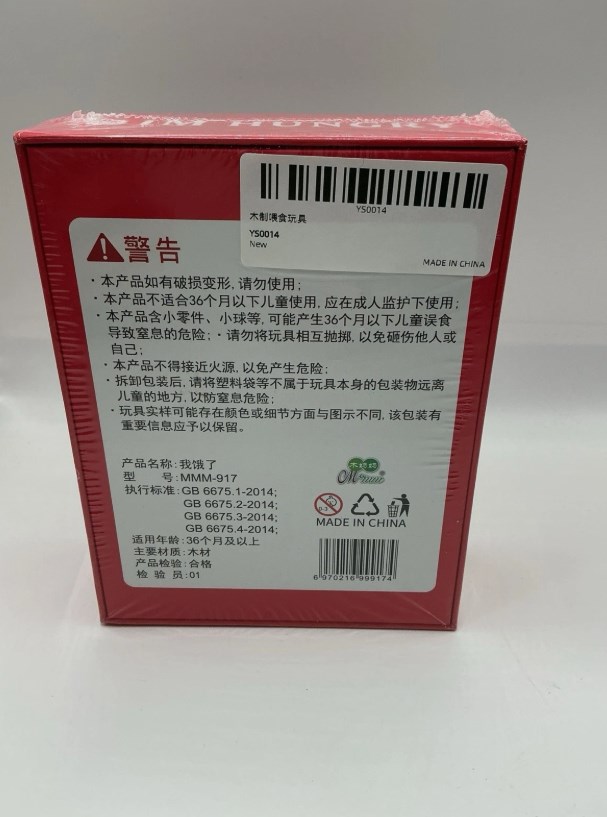 I'M HUNGRY
YS0014
木制喂食玩具
YS0014
New
MADE IN CHINA
警告
·本产品如有破损变形, 请勿使用;
·本产品不适合36个月以下儿童使用, 应在成人监护下使用;
·本产品含小零件、小球等, 可能产生36个月以下儿童误食
导致窒息的危险; ·请勿将玩具相互抛掷, 以免砸伤他人或
自己;
·本产品不得接近火源, 以免产生危险;
·拆卸包装后, 请将塑料袋等不属于玩具本身的包装物远离
儿童的地方, 以防窒息危险;
·玩具实样可能存在颜色或细节方面与图示不同, 该包装有
重要信息应予以保留。
产品名称: 我饿了
型 号: MMM-917
执行标准: GB 6675.1-2014;
GB 6675.2-2014;
GB 6675.3-2014;
GB 6675.4-2014;
适用年龄: 36个月及以上
主要材质: 木材
产品检验: 合格
检 验 员: 01
0-3
MADE IN CHINA
6 970216 999174